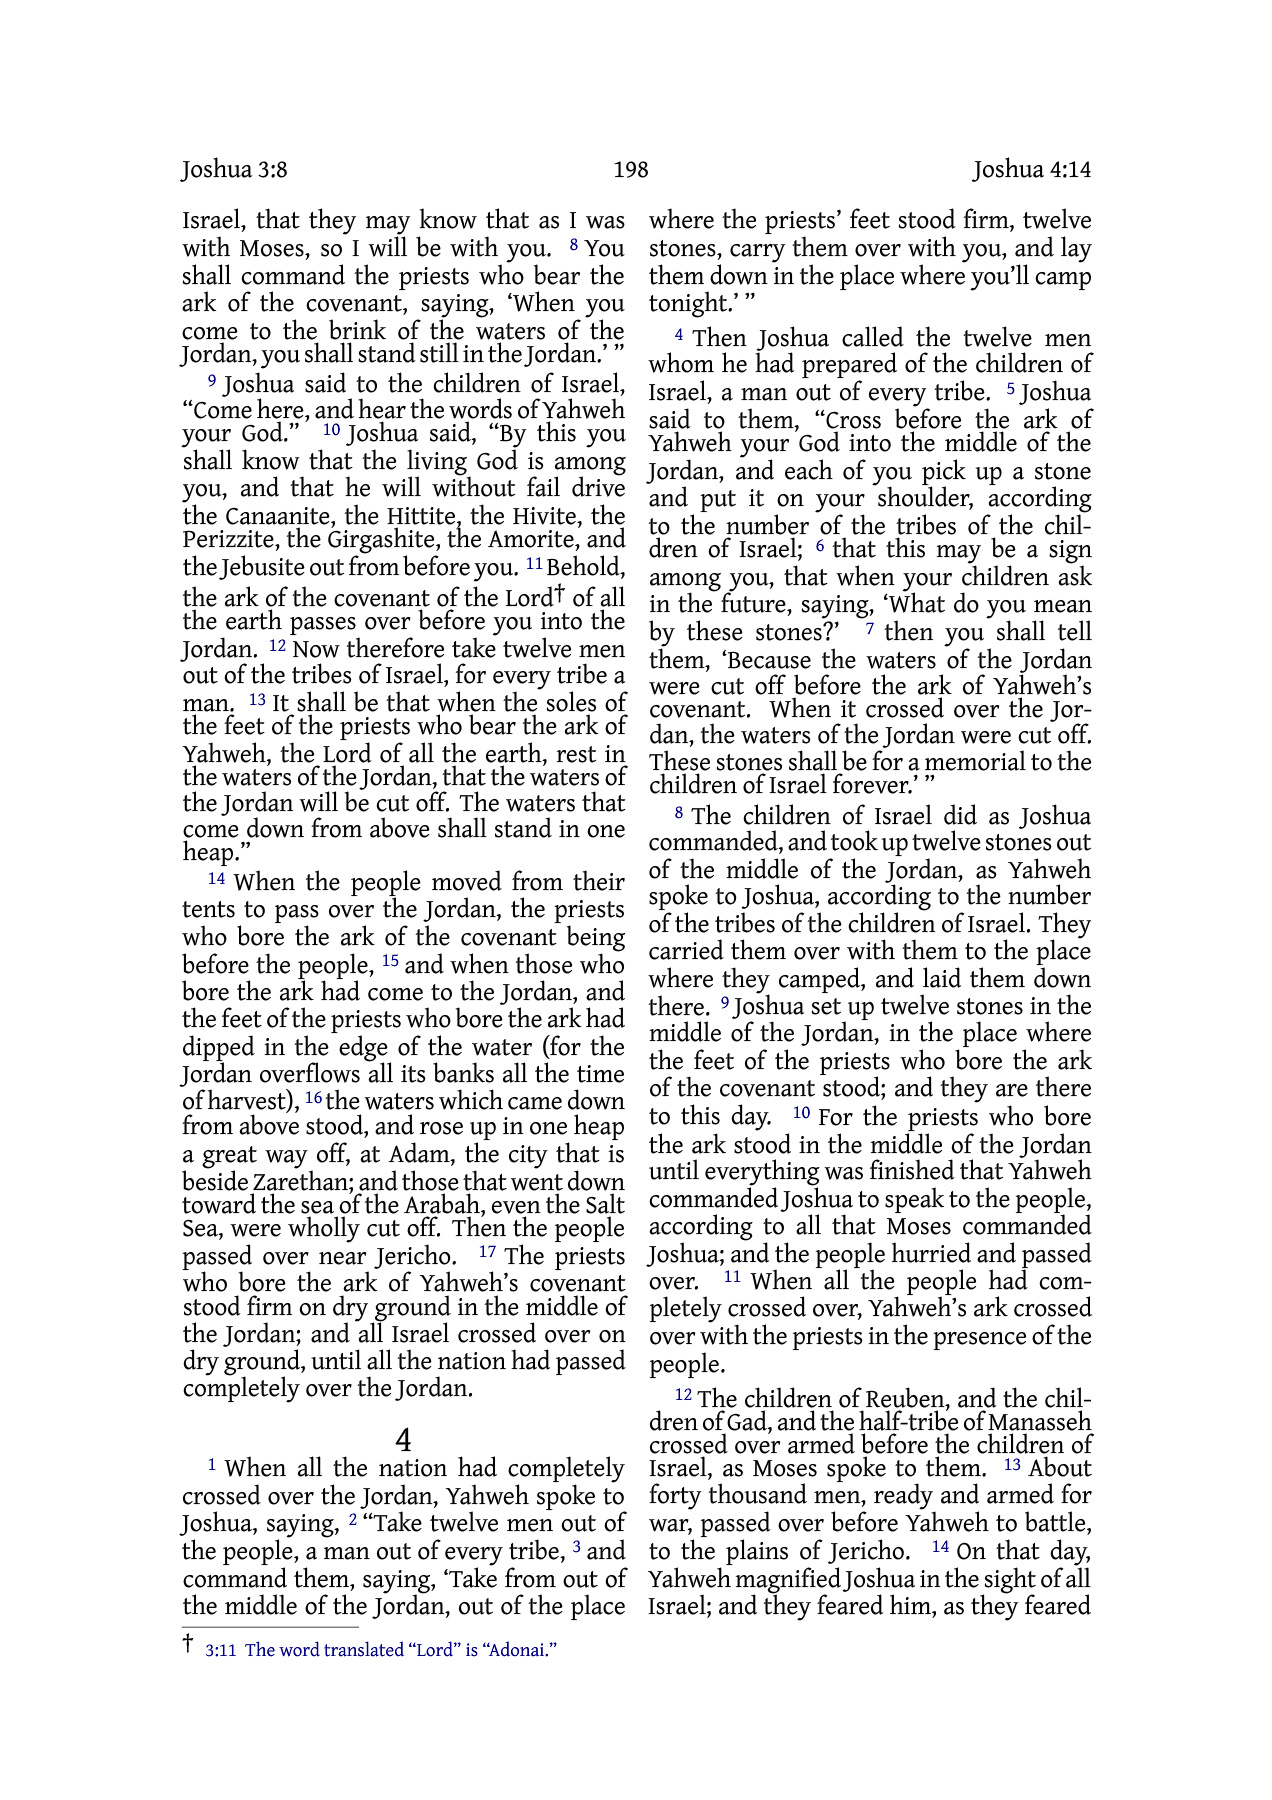 Joshua 3:8 198 Joshua 4:14
Israel, that they may know that as I was
with Moses, so I will be with you. 8 You
shall command the priests who bear the
ark of the covenant, saying, ‘When you
come to the brink of the waters of the
Jordan, you shall stand still in the Jordan.’ ”
9 Joshua said to the children of Israel,
“Come here, and hear the words of Yahweh
your God.” 10 Joshua said, “By this you
shall know that the living God is among
you, and that he will without fail drive
the Canaanite, the Hittite, the Hivite, the
Perizzite, the Girgashite, the Amorite, and
the Jebusite out from before you. 11 Behold,
the ark of the covenant of the Lord† of all
the earth passes over before you into the
Jordan. 12 Now therefore take twelve men
out of the tribes of Israel, for every tribe a
man. 13 It shall be that when the soles of
the feet of the priests who bear the ark of
Yahweh, the Lord of all the earth, rest in
the waters of the Jordan, that the waters of
the Jordan will be cut off. The waters that
come down from above shall stand in one
heap.”
14 When the people moved from their
tents to pass over the Jordan, the priests
who bore the ark of the covenant being
before the people, 15 and when those who
bore the ark had come to the Jordan, and
the feet of the priests who bore the ark had
dipped in the edge of the water (for the
Jordan overflows all its banks all the time
of harvest), 16 the waters which came down
from above stood, and rose up in one heap
a great way off, at Adam, the city that is
beside Zarethan; and those that went down
toward the sea of the Arabah, even the Salt
Sea, were wholly cut off. Then the people
passed over near Jericho. 17 The priests
who bore the ark of Yahweh’s covenant
stood firm on dry ground in the middle of
the Jordan; and all Israel crossed over on
dry ground, until all the nation had passed
completely over the Jordan.
4
1 When all the nation had completely
crossed over the Jordan, Yahweh spoke to
Joshua, saying, 2 “Take twelve men out of
the people, a man out of every tribe, 3 and
command them, saying, ‘Take from out of
the middle of the Jordan, out of the place
where the priests’ feet stood firm, twelve
stones, carry them over with you, and lay
them down in the place where you’ll camp
tonight.’ ”
4 Then Joshua called the twelve men
whom he had prepared of the children of
Israel, a man out of every tribe. 5 Joshua
said to them, “Cross before the ark of
Yahweh your God into the middle of the
Jordan, and each of you pick up a stone
and put it on your shoulder, according
to the number of the tribes of the chil-
dren of Israel; 6 that this may be a sign
among you, that when your children ask
in the future, saying, ‘What do you mean
by these stones?’ 7 then you shall tell
them, ‘Because the waters of the Jordan
were cut off before the ark of Yahweh’s
covenant. When it crossed over the Jor-
dan, the waters of the Jordan were cut off.
These stones shall be for a memorial to the
children of Israel forever.’ ”
8 The children of Israel did as Joshua
commanded, and took up twelve stones out
of the middle of the Jordan, as Yahweh
spoke to Joshua, according to the number
of the tribes of the children of Israel. They
carried them over with them to the place
where they camped, and laid them down
there. 9 Joshua set up twelve stones in the
middle of the Jordan, in the place where
the feet of the priests who bore the ark
of the covenant stood; and they are there
to this day. 10 For the priests who bore
the ark stood in the middle of the Jordan
until everything was finished that Yahweh
commanded Joshua to speak to the people,
according to all that Moses commanded
Joshua; and the people hurried and passed
over. 11 When all the people had com-
pletely crossed over, Yahweh’s ark crossed
over with the priests in the presence of the
people.
12 The children of Reuben, and the chil-
dren of Gad, and the half-tribe of Manasseh
crossed over armed before the children of
Israel, as Moses spoke to them. 13 About
forty thousand men, ready and armed for
war, passed over before Yahweh to battle,
to the plains of Jericho. 14 On that day,
Yahweh magnified Joshua in the sight of all
Israel; and they feared him, as they feared
† 3:11 The word translated “Lord” is “Adonai.”